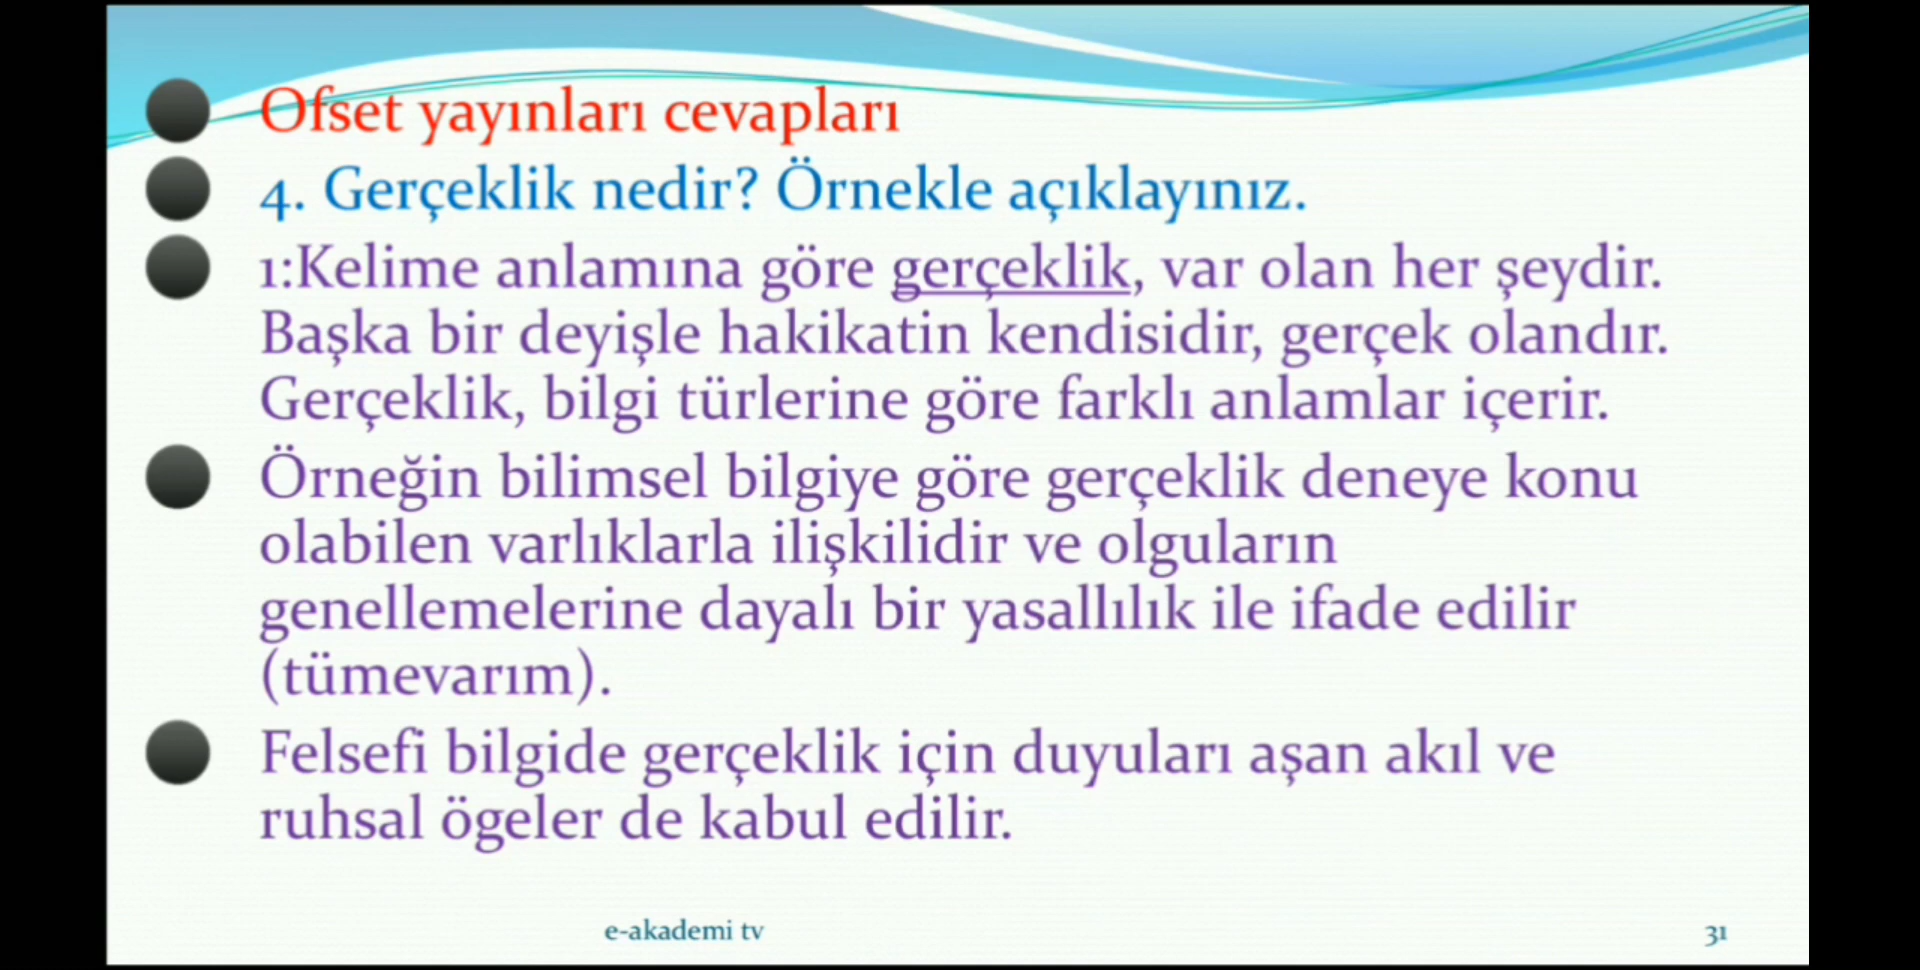 Ofset yayınları cevapları
4. Gerçeklik nedir? Örnekle açıklayınız.
1:Kelime anlamına göre gerçeklik, var olan her şeydir.
Başka bir deyişle hakikatin kendisidir, gerçek olandır.
Gerçeklik, bilgi türlerine göre farklı anlamlar içerir.
Örneğin bilimsel bilgiye göre gerçeklik deneye konu
olabilen varlıklarla ilişkilidir ve olguların
genellemelerine dayalı bir yasallılık ile ifade edilir
(tümevarım).
Felsefi bilgide gerçeklik için duyuları aşan akıl ve
ruhsal ögeler de kabul edilir.
e-akademi tv
31